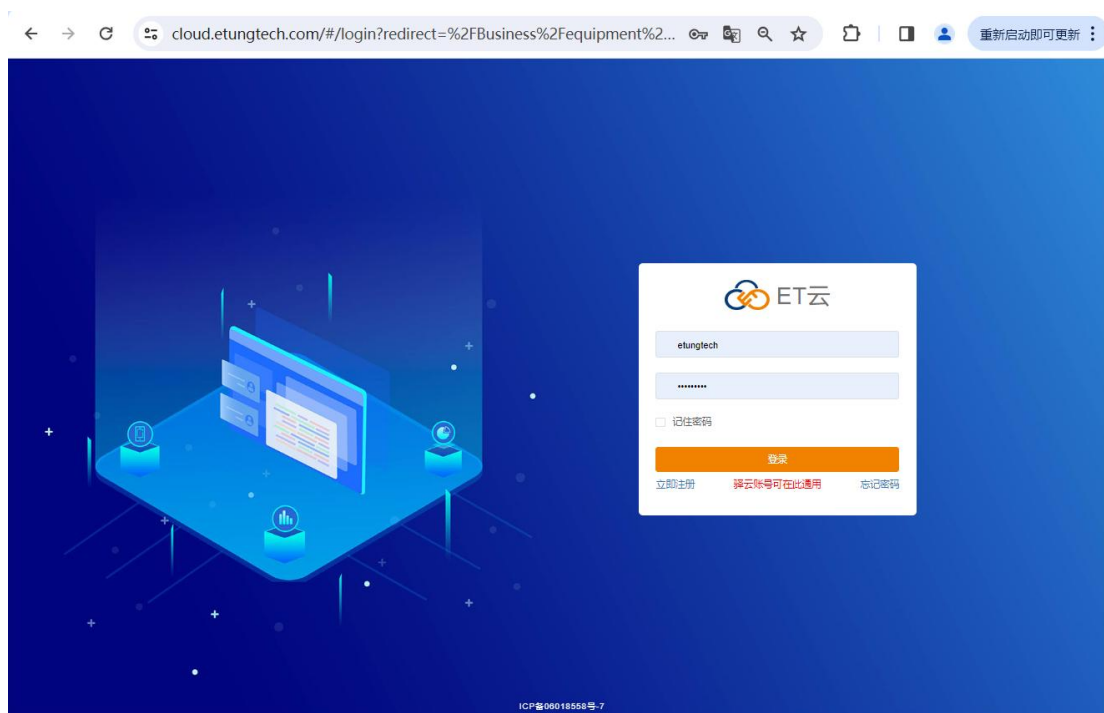 cloud.etungtech.com/#/login?redirect=%2FBusiness%2Fequipment%2...
重新启动即可更新
ET云
etungtech
•••••••••
记住密码
登录
立即注册 驿云账号可在此通用 忘记密码
ICP备06018558号-7